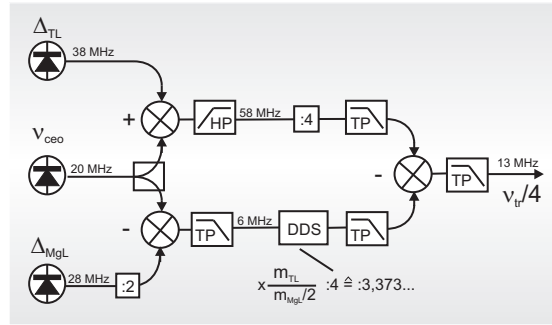 Δ_TL
38 MHz
+
HP
58 MHz
:4
TP
ν_ceo
20 MHz
-
TP
13 MHz
ν_tr/4
-
TP
6 MHz
DDS
TP
Δ_MgL
28 MHz
:2
x m_TL / m_MgL/2 :4 ≙ :3,373...